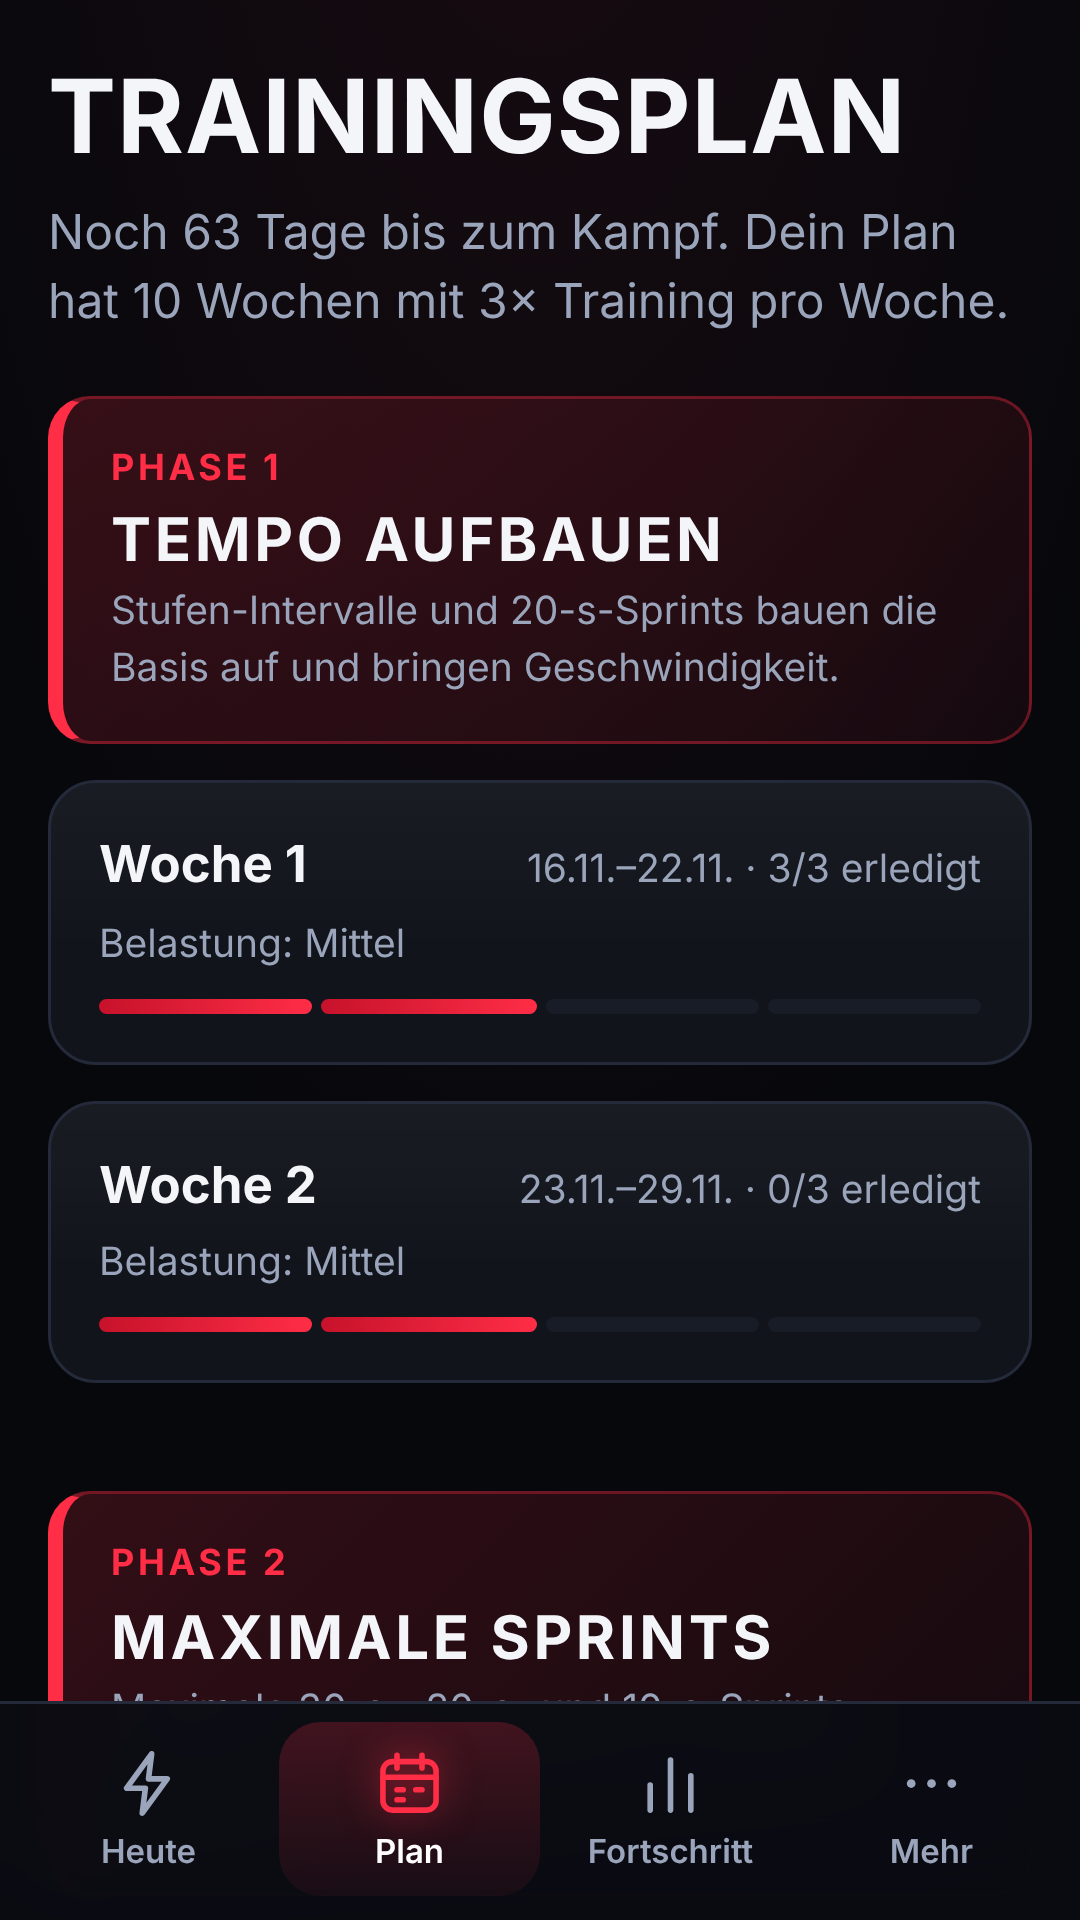 TRAININGSPLAN
Noch 63 Tage bis zum Kampf. Dein Plan
hat 10 Wochen mit 3× Training pro Woche.
PHASE 1
TEMPO AUFBAUEN
Stufen-Intervalle und 20-s-Sprints bauen die
Basis auf und bringen Geschwindigkeit.
Woche 1
16.11.–22.11. · 3/3 erledigt
Belastung: Mittel
Woche 2
23.11.–29.11. · 0/3 erledigt
Belastung: Mittel
PHASE 2
MAXIMALE SPRINTS
Heute
Plan
Fortschritt
Mehr